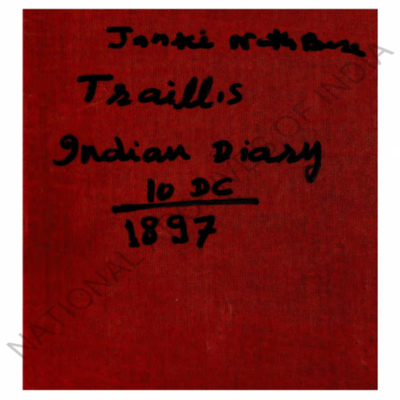 Janki Nath Bose
Traill's
Indian Diary
10 DC
1897
NATIONAL ARCHIVES OF INDIA